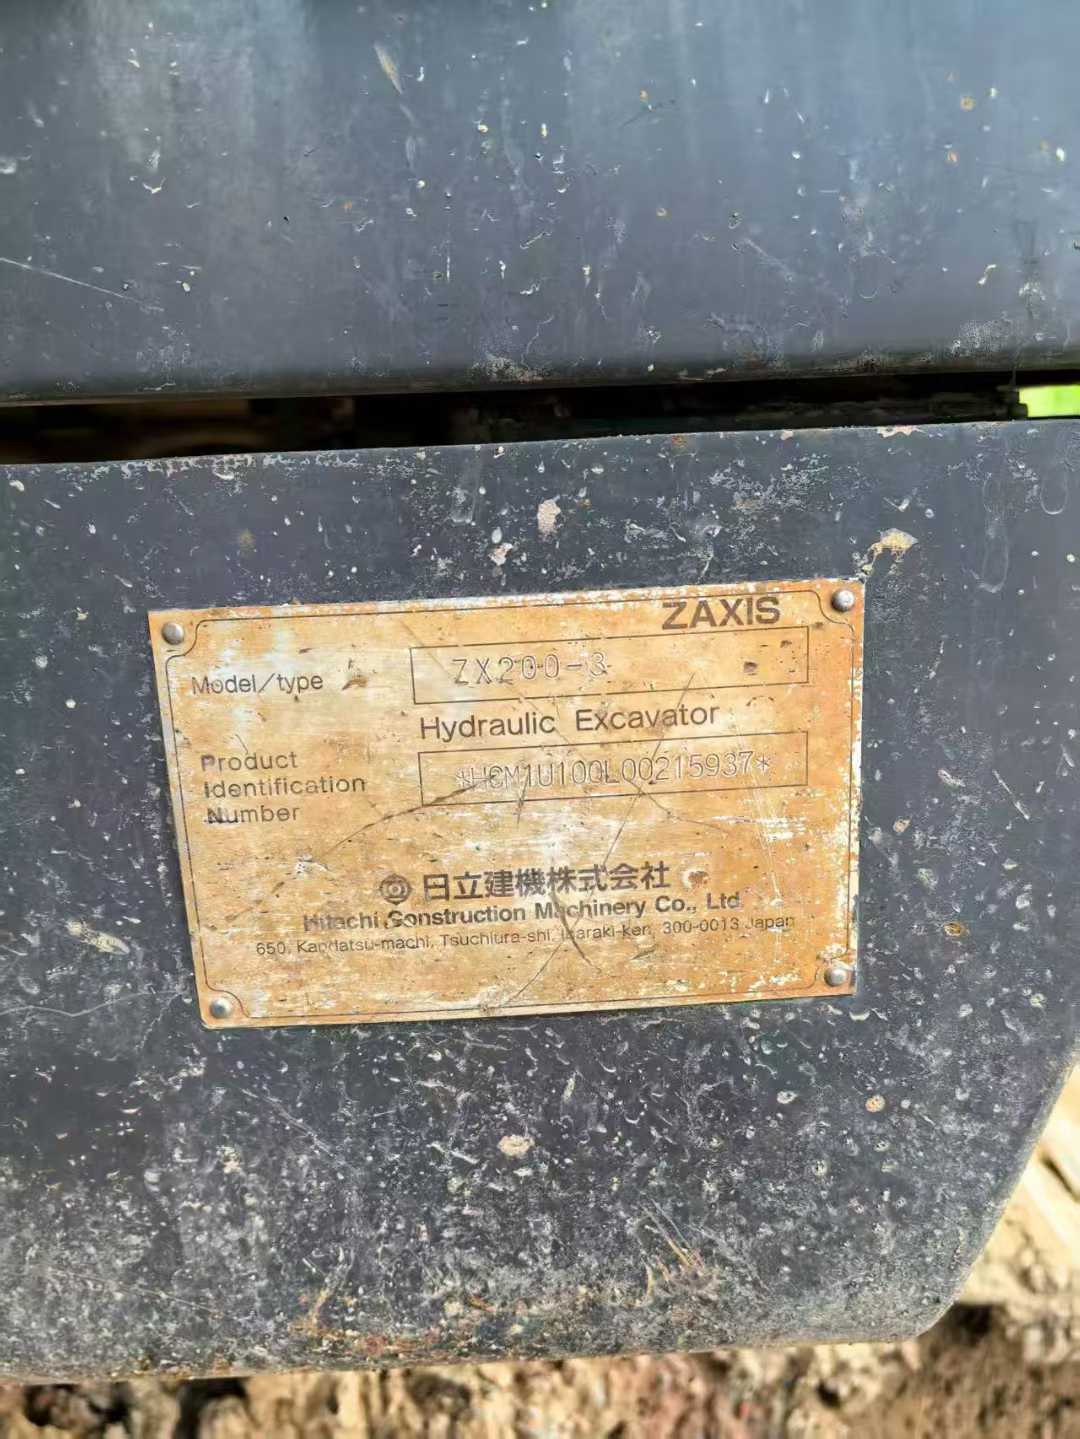 ZAXIS
Model/type ZX200-3
Hydraulic Excavator
Product
Identification
Number
*HCM1U100L00215937*
日立建機株式会社
Hitachi Construction Machinery Co., Ltd.
650, Kandatsu-machi, Tsuchiura-shi, Ibaraki-ken, 300-0013 Japan